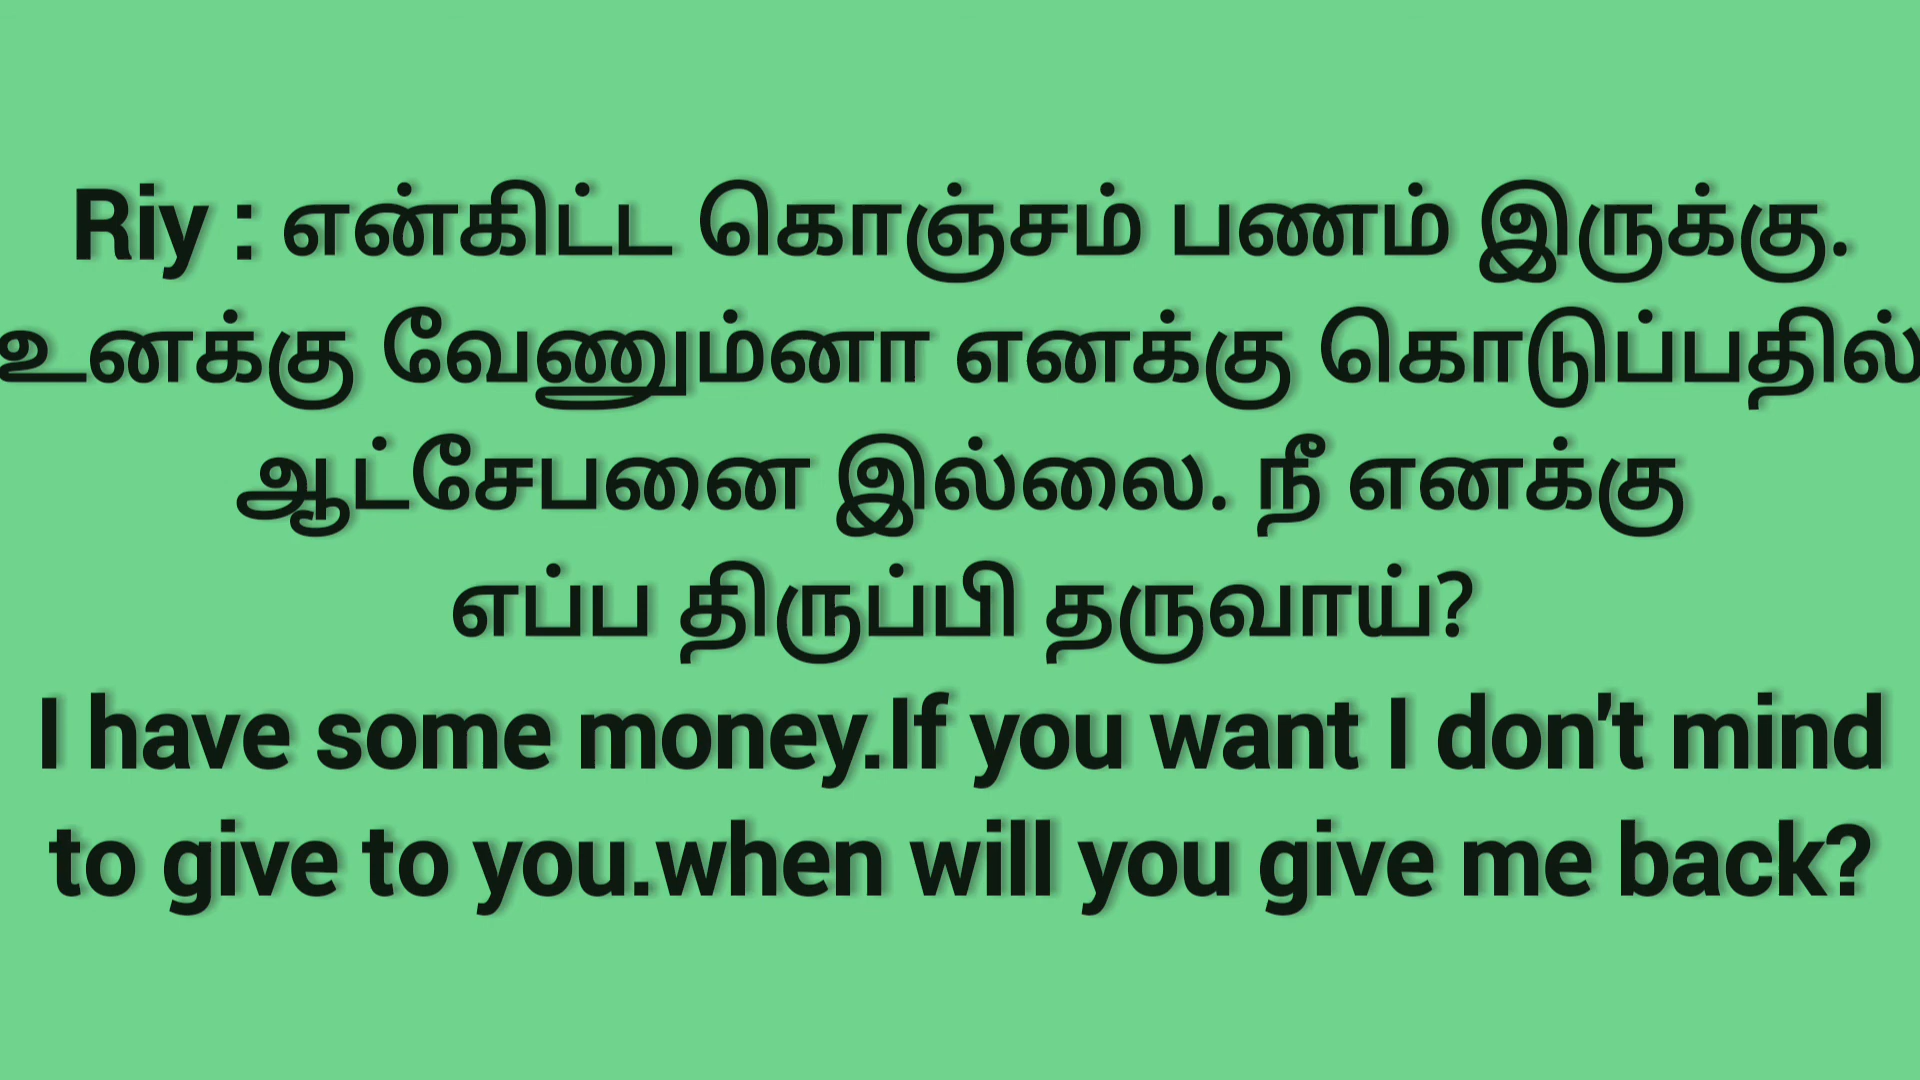 Riy : என்கிட்ட கொஞ்சம் பணம் இருக்கு.
உனக்கு வேணும்னா எனக்கு கொடுப்பதில்
ஆட்சேபனை இல்லை. நீ எனக்கு
எப்ப திருப்பி தருவாய்?
I have some money.If you want I don't mind
to give to you.when will you give me back?